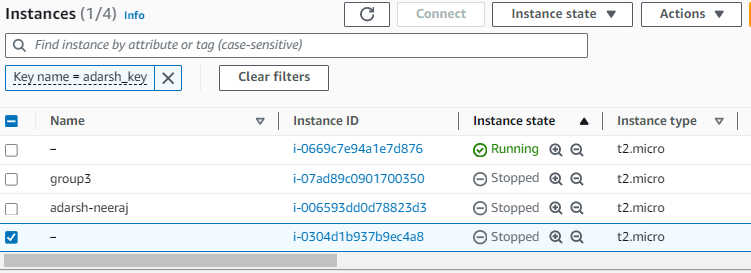 Instances (1/4) Info Connect Instance state Actions
Find instance by attribute or tag (case-sensitive)
Key name = adarsh_key Clear filters
Name Instance ID Instance state Instance type
– i-0669c7e94a1e7d876 Running t2.micro
group3 i-07ad89c0901700350 Stopped t2.micro
adarsh-neeraj i-006593dd0d78823d3 Stopped t2.micro
– i-0304d1b937b9ec4a8 Stopped t2.micro